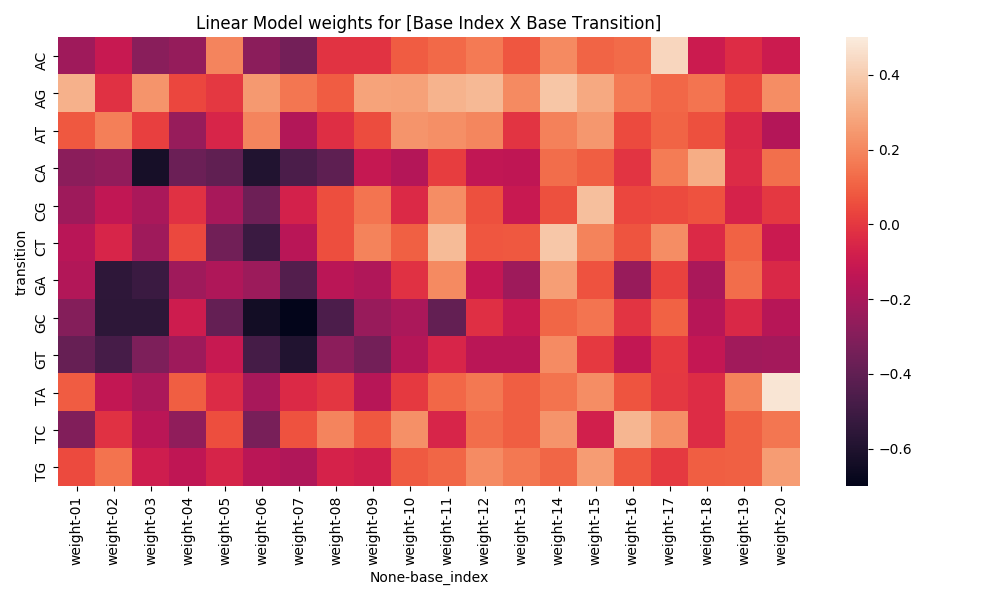 Linear Model weights for [Base Index X Base Transition]
transition
AC
AG
AT
CA
CG
CT
GA
GC
GT
TA
TC
TG
weight-01
weight-02
weight-03
weight-04
weight-05
weight-06
weight-07
weight-08
weight-09
weight-10
weight-11
weight-12
weight-13
weight-14
weight-15
weight-16
weight-17
weight-18
weight-19
weight-20
None-base_index
0.4
0.2
0.0
−0.2
−0.4
−0.6